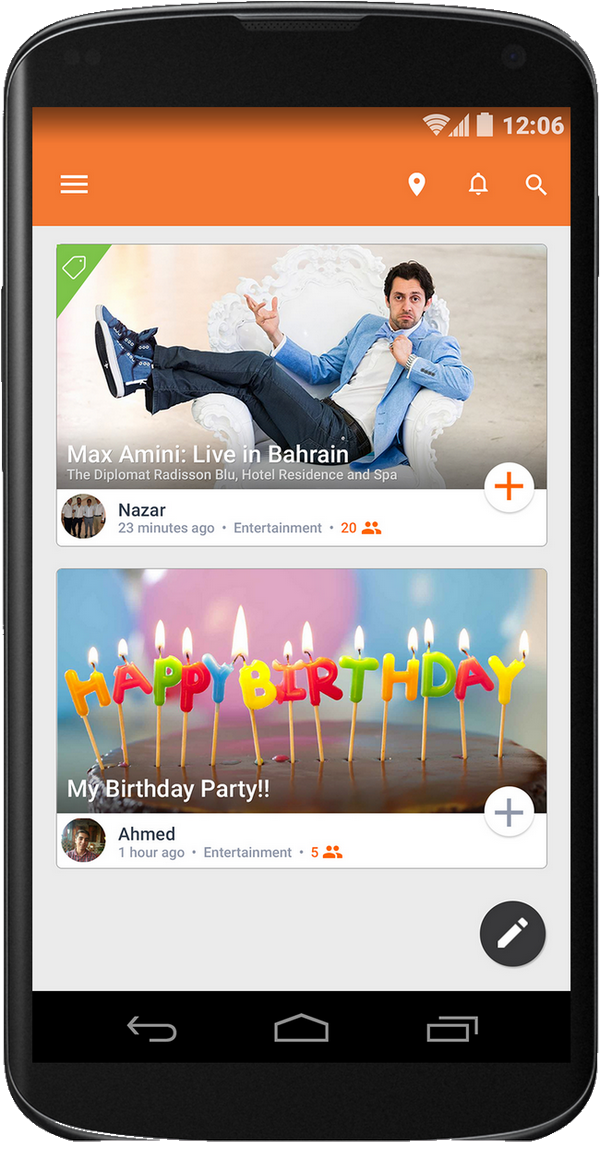 12:06
Max Amini: Live in Bahrain
The Diplomat Radisson Blu, Hotel Residence and Spa
Nazar
23 minutes ago • Entertainment • 20
HAPPY BIRTHDAY
My Birthday Party!!
Ahmed
1 hour ago • Entertainment • 5